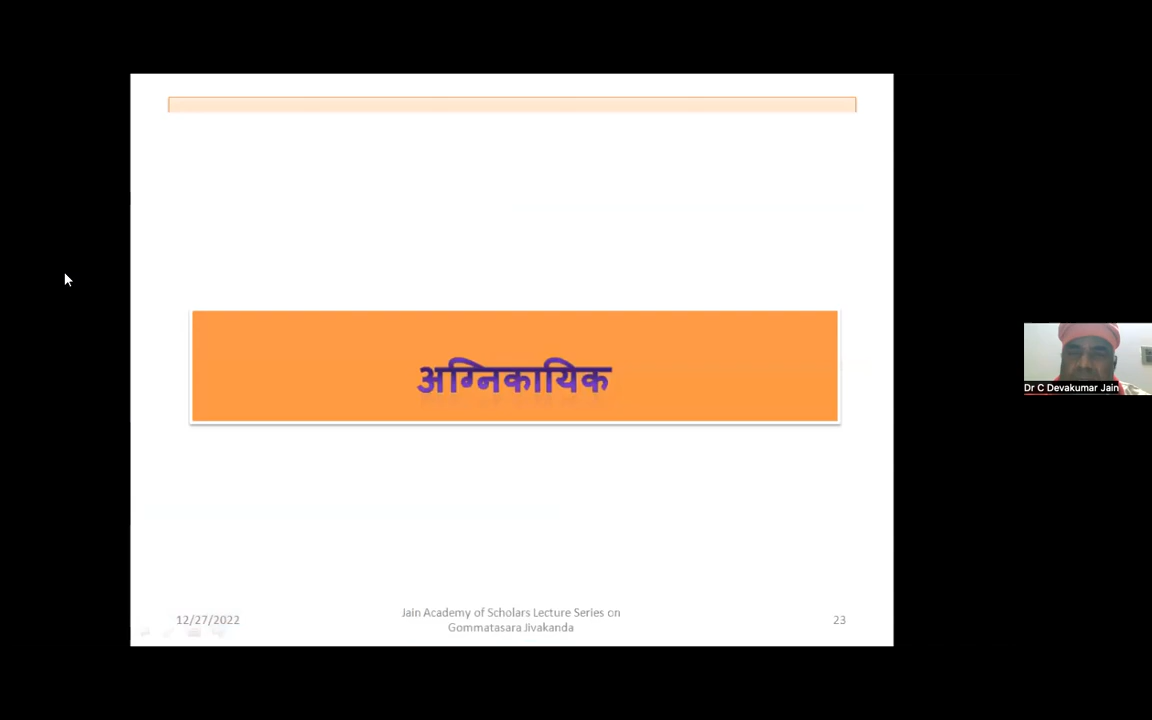 अग्निकायिक
Dr C Devakumar Jain
12/27/2022
Jain Academy of Scholars Lecture Series on
Gommatasara Jivakanda
23